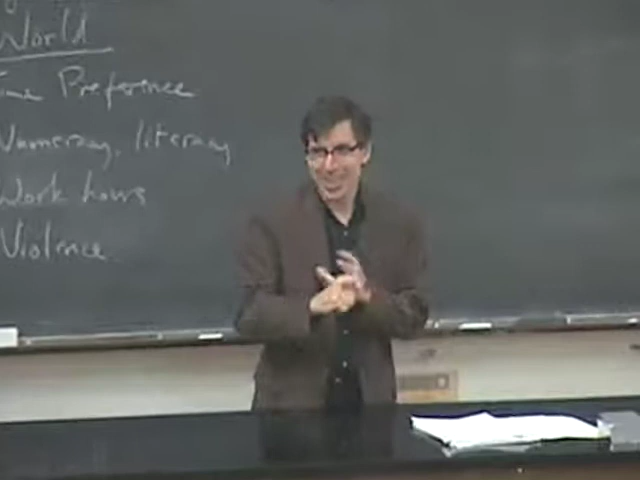 World
Preference
Numeracy, literacy
Work hours
Violence